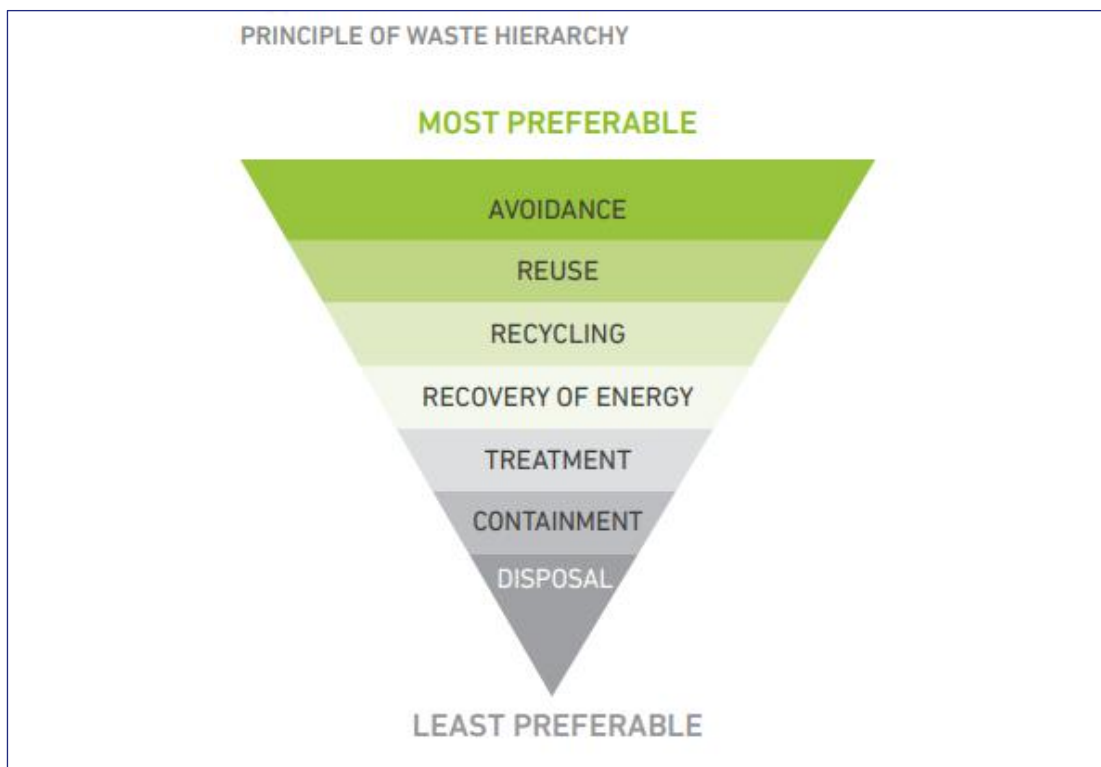 PRINCIPLE OF WASTE HIERARCHY
MOST PREFERABLE
AVOIDANCE
REUSE
RECYCLING
RECOVERY OF ENERGY
TREATMENT
CONTAINMENT
DISPOSAL
LEAST PREFERABLE